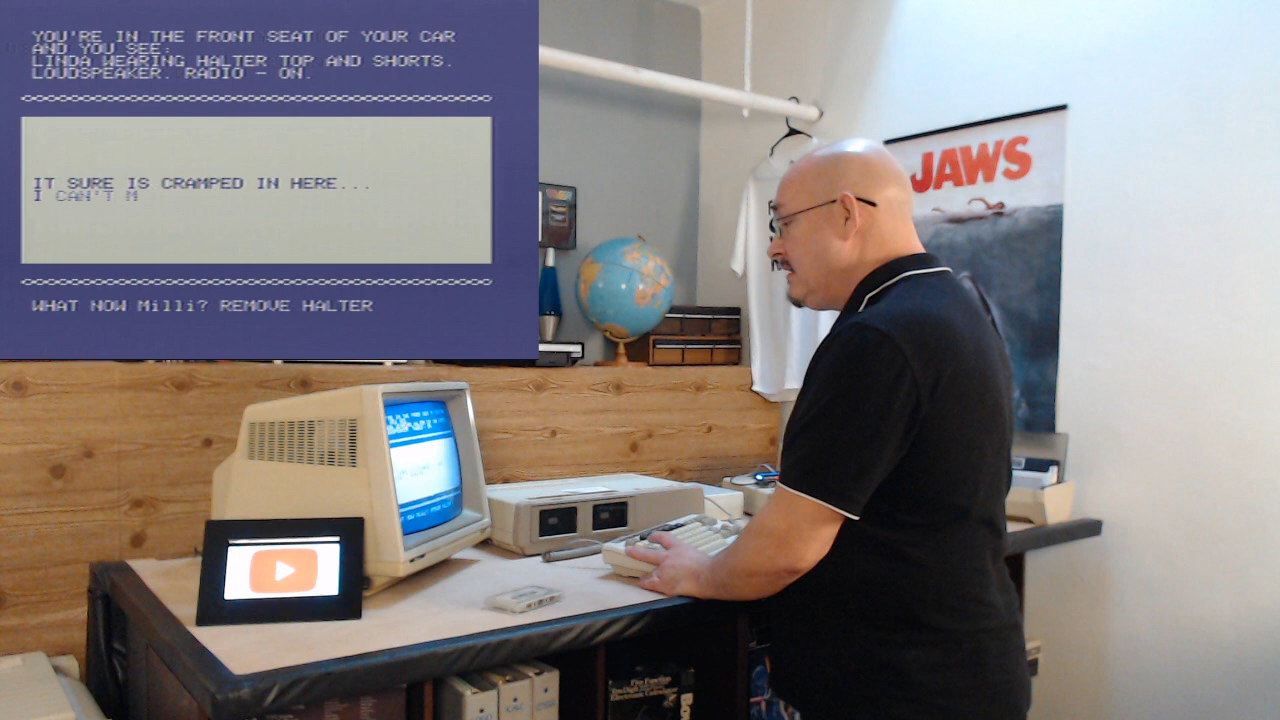 YOU'RE IN THE FRONT SEAT OF YOUR CAR
AND YOU SEE:
LINDA WEARING HALTER TOP AND SHORTS.
LOUDSPEAKER. RADIO - ON.
IT SURE IS CRAMPED IN HERE...
I CAN'T M
WHAT NOW Milli? REMOVE HALTER
JAWS